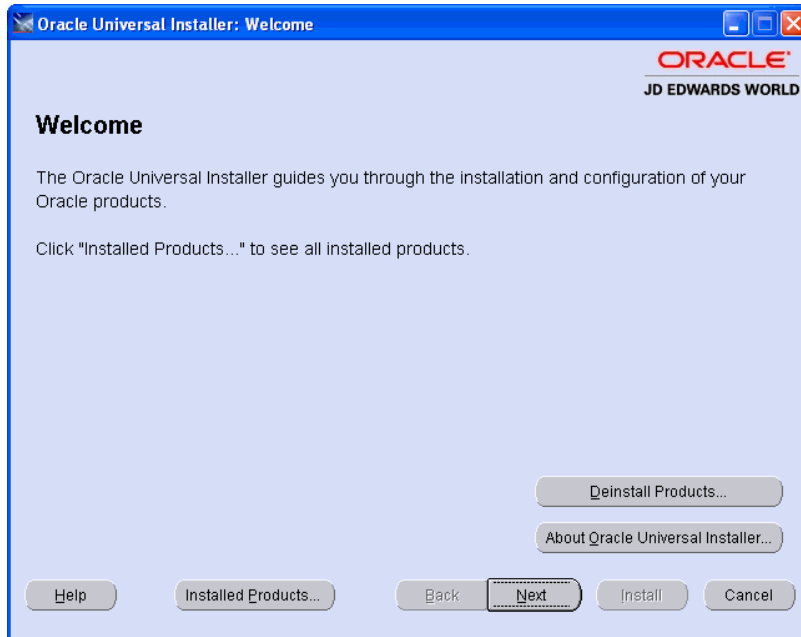 Oracle Universal Installer: Welcome
ORACLE
JD EDWARDS WORLD
Welcome
The Oracle Universal Installer guides you through the installation and configuration of your
Oracle products.
Click "Installed Products..." to see all installed products.
Deinstall Products...
About Oracle Universal Installer...
Help
Installed Products...
Back
Next
Install
Cancel